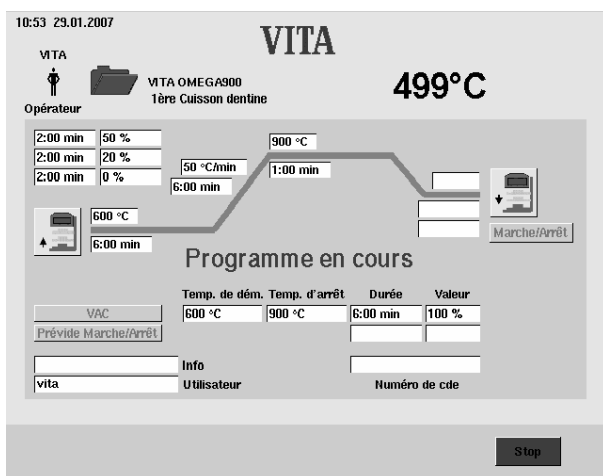 10:53 29.01.2007
VITA
VITA
499°C
VITA OMEGA900
1ère Cuisson dentine
Opérateur
2:00 min 50 %
2:00 min 20 %
2:00 min 0 %
900 °C
50 °C/min
1:00 min
6:00 min
600 °C
6:00 min
Marche/Arrêt
Programme en cours
Temp. de dém. Temp. d'arrêt Durée Valeur
VAC
600 °C 900 °C 6:00 min 100 %
Prévide Marche/Arrêt
Info
vita Utilisateur Numéro de cde
Stop